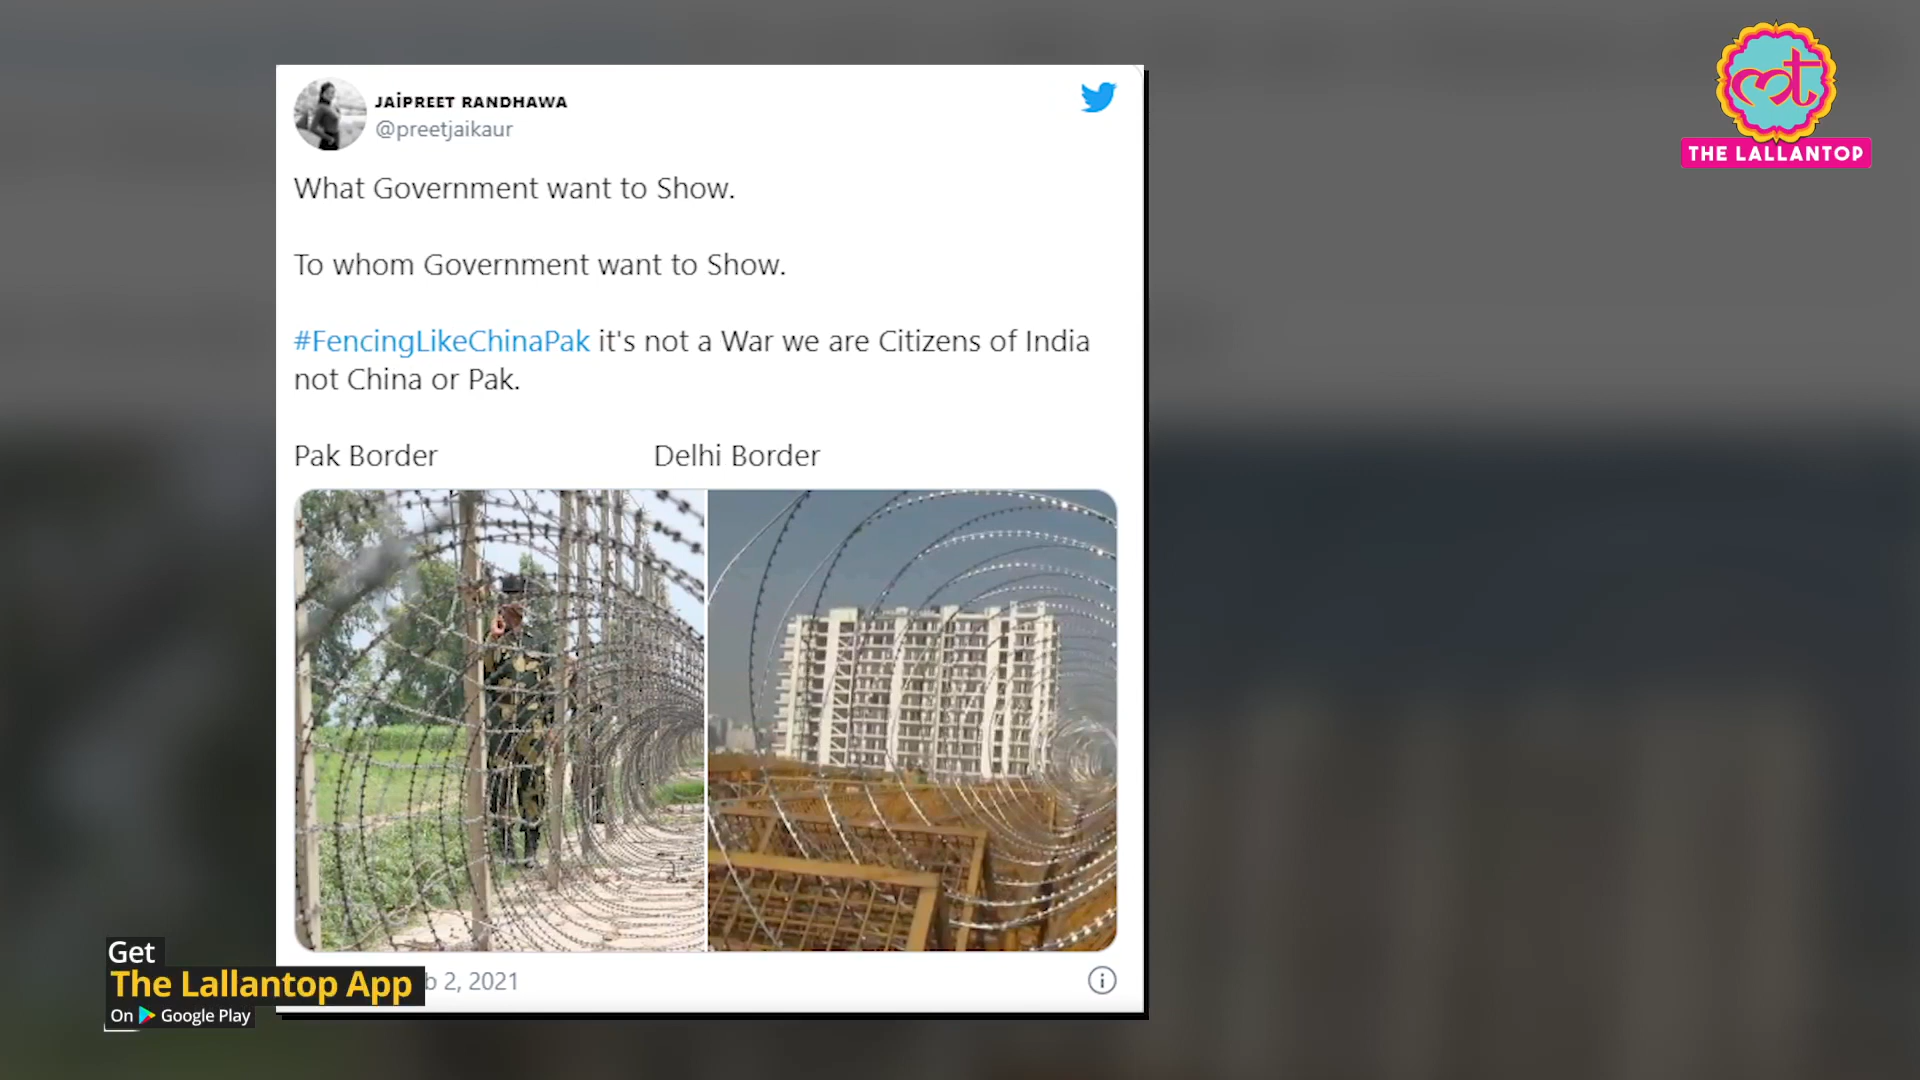 JAİPREET RANDHAWA
@preetjaikaur
What Government want to Show.
To whom Government want to Show.
#FencingLikeChinaPak it's not a War we are Citizens of India
not China or Pak.
Pak Border Delhi Border
2, 2021
THE LALLANTOP
Get
The Lallantop App
On Google Play